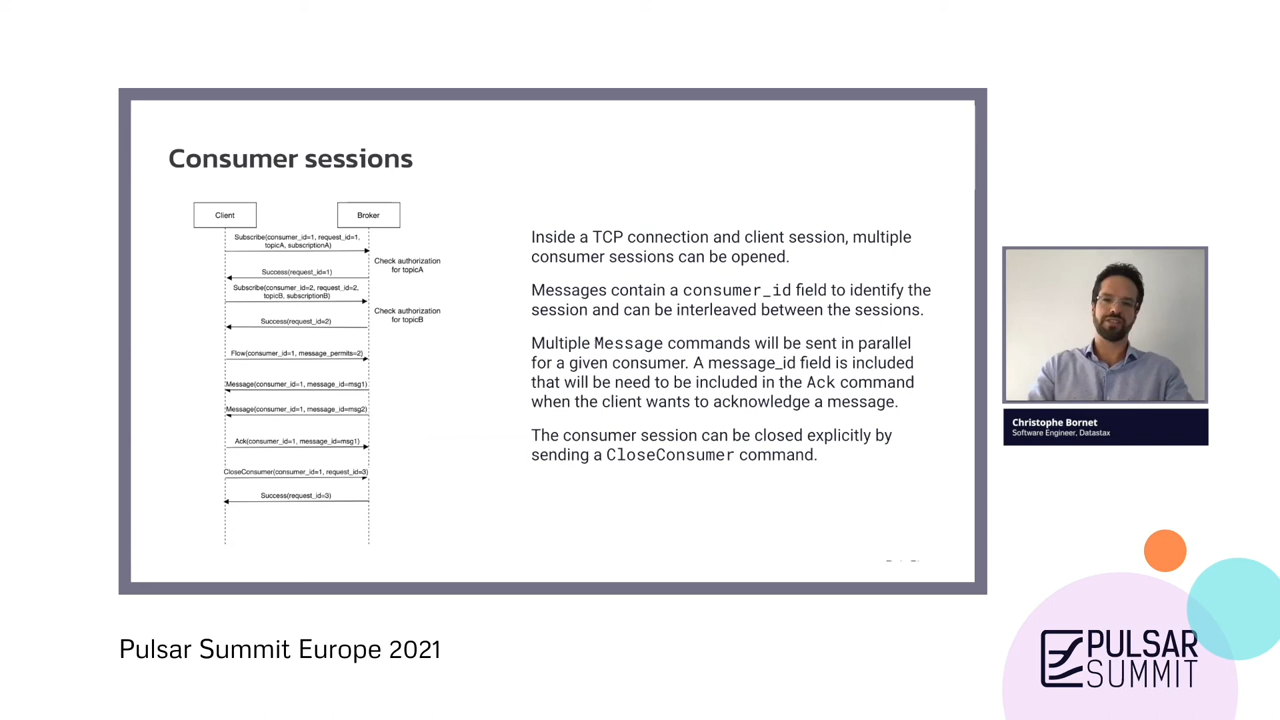 Consumer sessions
Client
Broker
Subscribe(consumer_id=1, request_id=1,
topicA, subscriptionA)
Check authorization
for topicA
Success(request_id=1)
Subscribe(consumer_id=2, request_id=2,
topicB, subscriptionB)
Check authorization
for topicB
Success(request_id=2)
Flow(consumer_id=1, message_permits=2)
Message(consumer_id=1, message_id=msg1)
Message(consumer_id=1, message_id=msg2)
Ack(consumer_id=1, message_id=msg1)
CloseConsumer(consumer_id=1, request_id=3)
Success(request_id=3)
Inside a TCP connection and client session, multiple
consumer sessions can be opened.
Messages contain a consumer_id field to identify the
session and can be interleaved between the sessions.
Multiple Message commands will be sent in parallel
for a given consumer. A message_id field is included
that will be need to be included in the Ack command
when the client wants to acknowledge a message.
The consumer session can be closed explicitly by
sending a CloseConsumer command.
Christophe Bornet
Software Engineer, Datastax
Pulsar Summit Europe 2021
PULSAR
SUMMIT